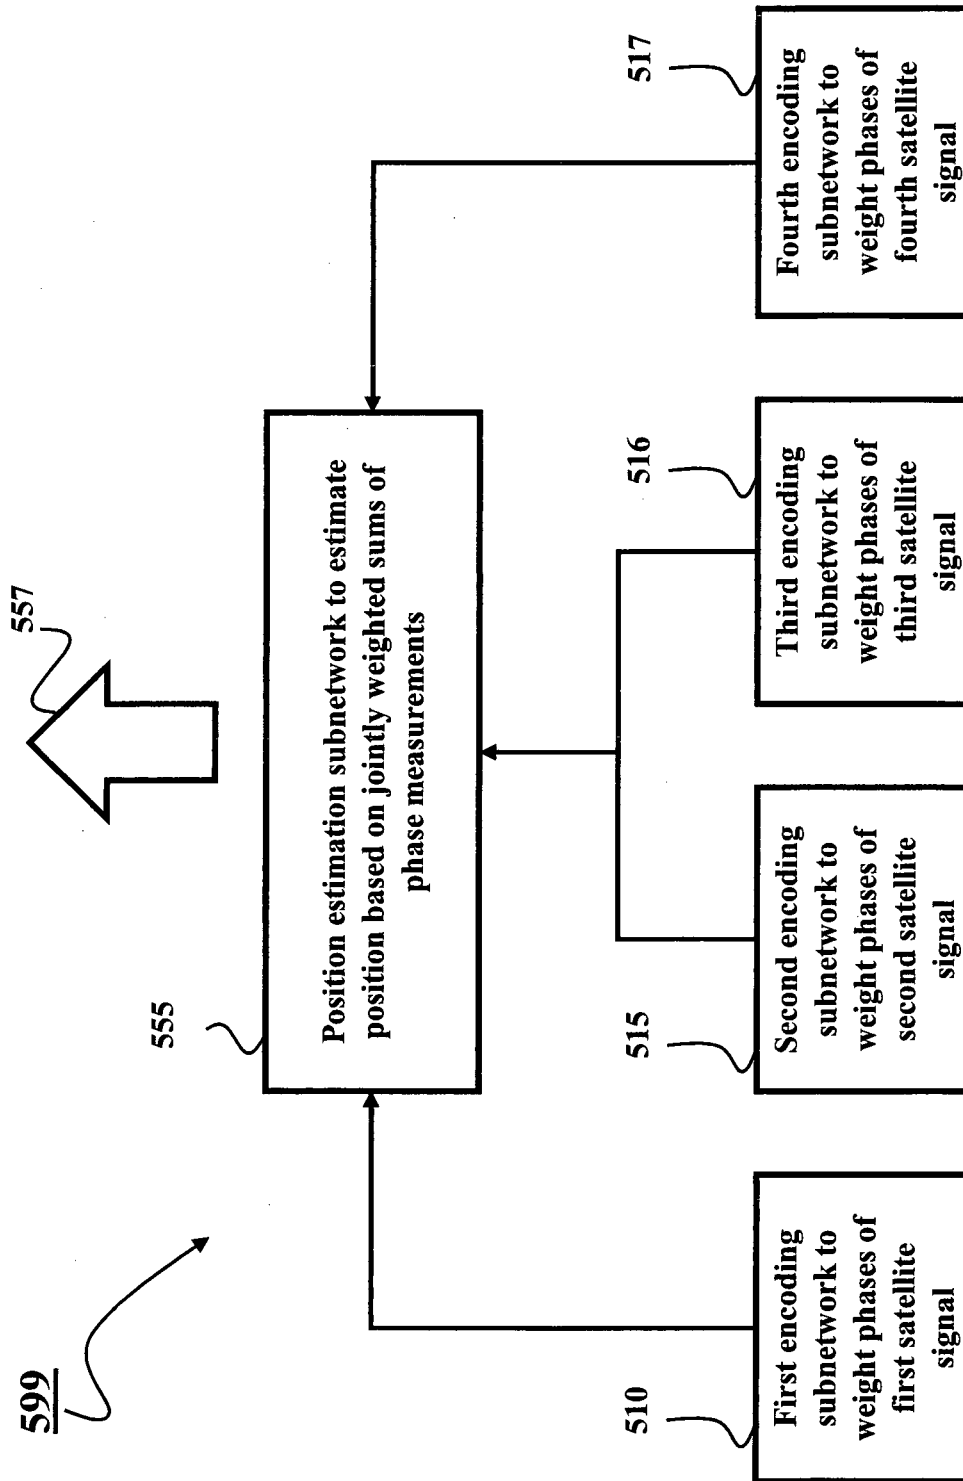 599
557
555
Position estimation subnetwork to estimate
position based on jointly weighted sums of
phase measurements
510
First encoding
subnetwork to
weight phases of
first satellite
signal
515
Second encoding
subnetwork to
weight phases of
second satellite
signal
516
Third encoding
subnetwork to
weight phases of
third satellite
signal
517
Fourth encoding
subnetwork to
weight phases of
fourth satellite
signal